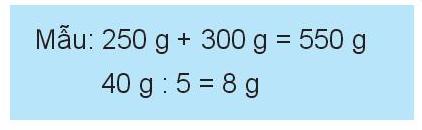 Mẫu: 250 g + 300 g = 550 g
40 g : 5 = 8 g